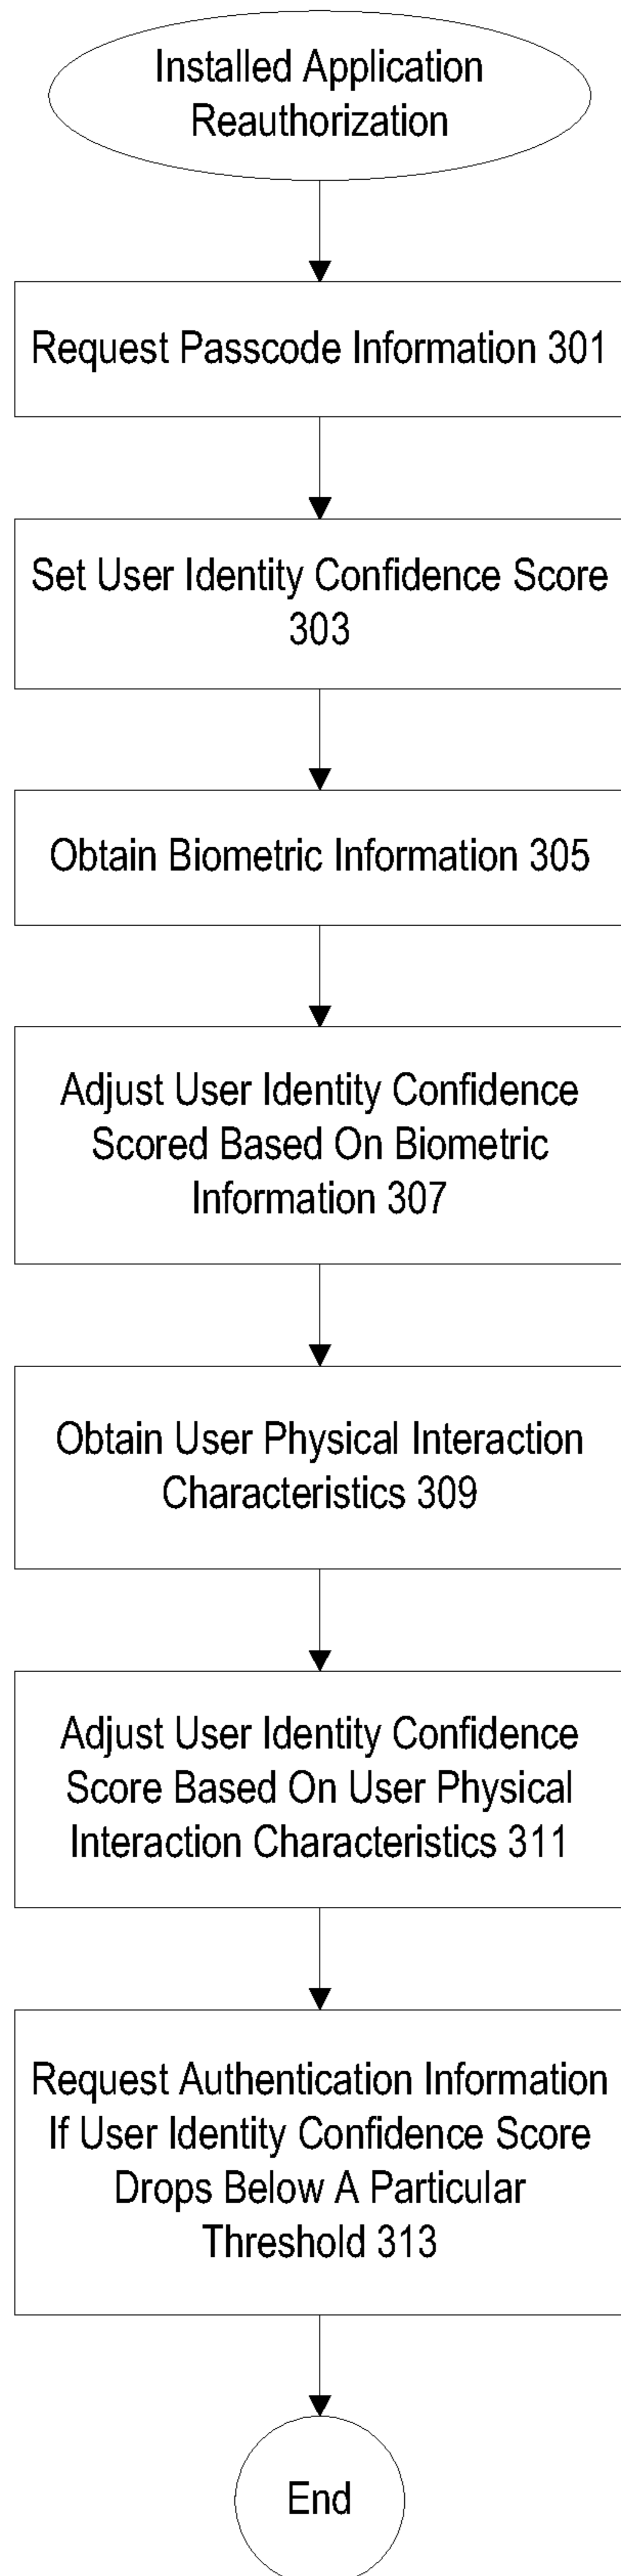 Installed Application
Reauthorization
Request Passcode Information 301
Set User Identity Confidence Score
303
Obtain Biometric Information 305
Adjust User Identity Confidence
Scored Based On Biometric
Information 307
Obtain User Physical Interaction
Characteristics 309
Adjust User Identity Confidence
Score Based On User Physical
Interaction Characteristics 311
Request Authentication Information
If User Identity Confidence Score
Drops Below A Particular
Threshold 313
End